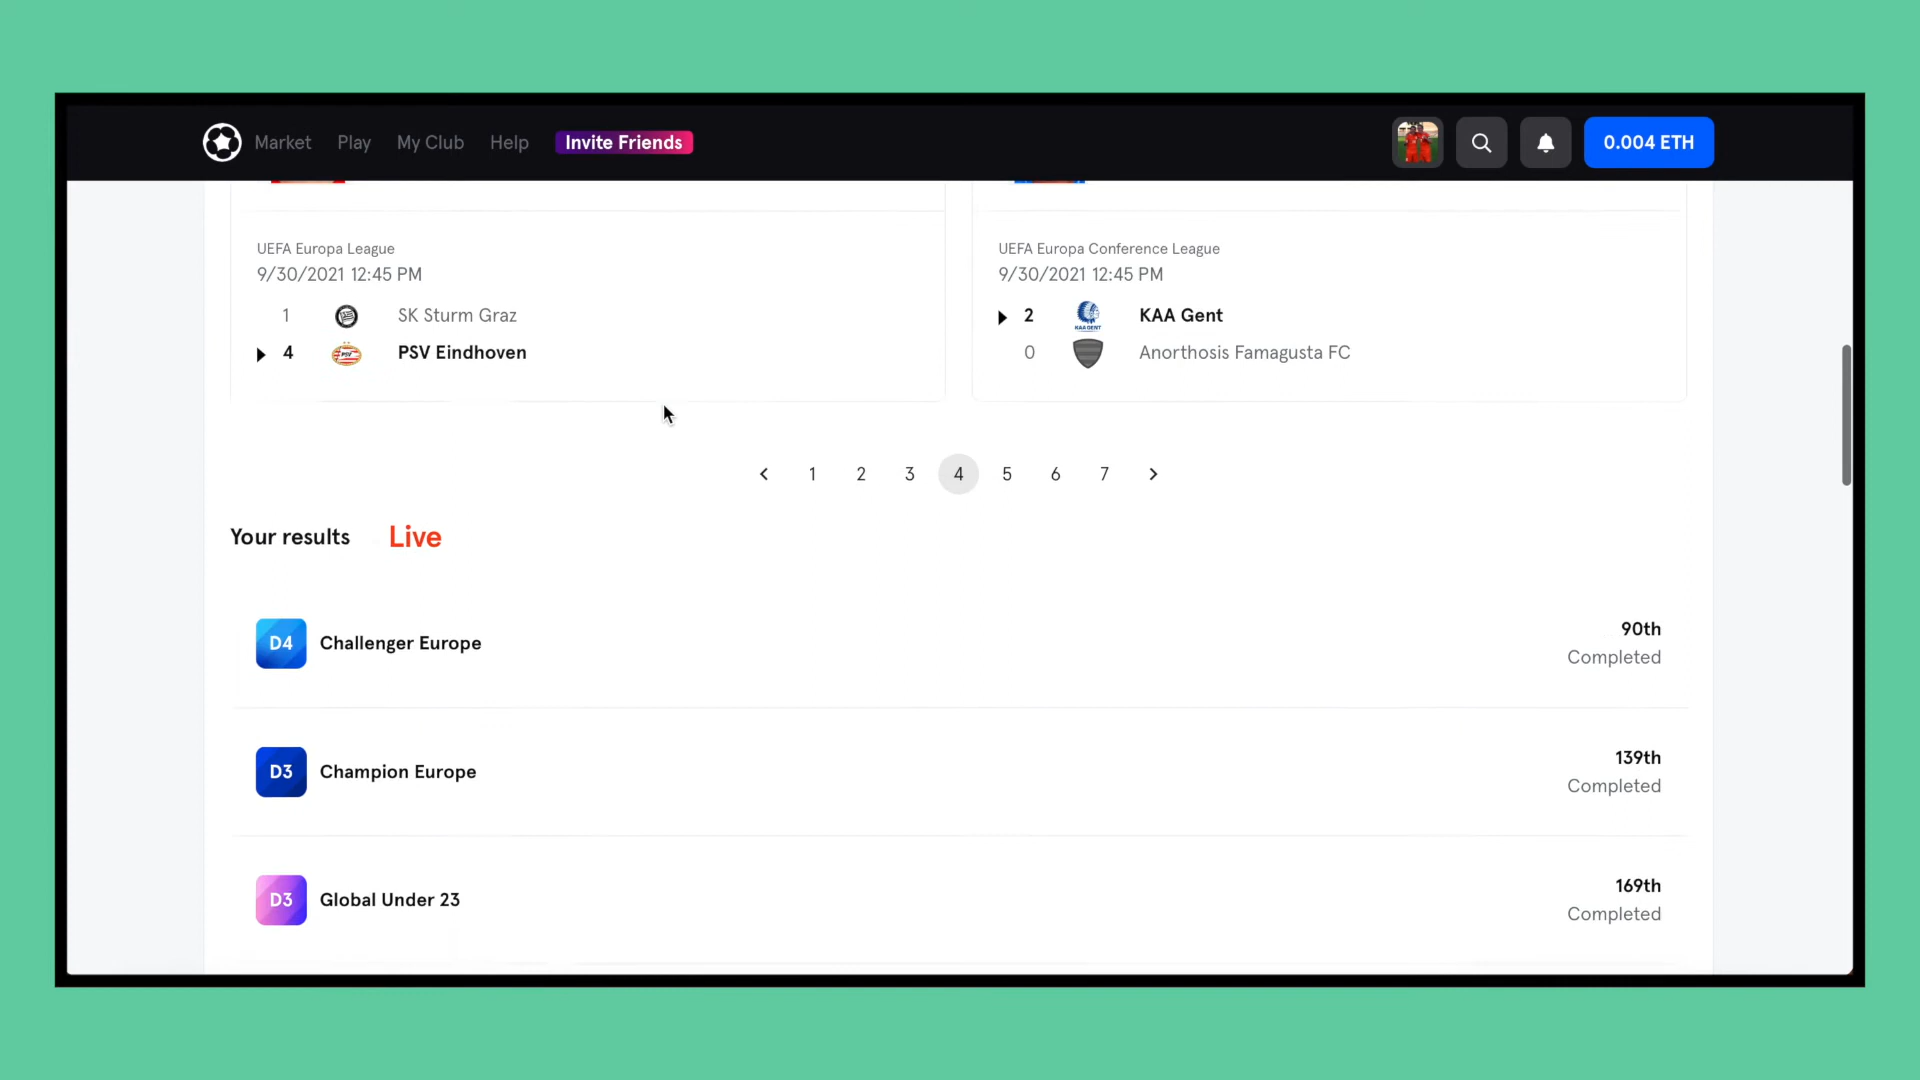 Market Play My Club Help Invite Friends 0.004 ETH
UEFA Europa League
9/30/2021 12:45 PM
1 SK Sturm Graz
4 PSV PSV Eindhoven
UEFA Europa Conference League
9/30/2021 12:45 PM
2 KAA GENT KAA Gent
0 Anorthosis Famagusta FC
1 2 3 4 5 6 7
Your results Live
D4 Challenger Europe
90th
Completed
D3 Champion Europe
139th
Completed
D3 Global Under 23
169th
Completed